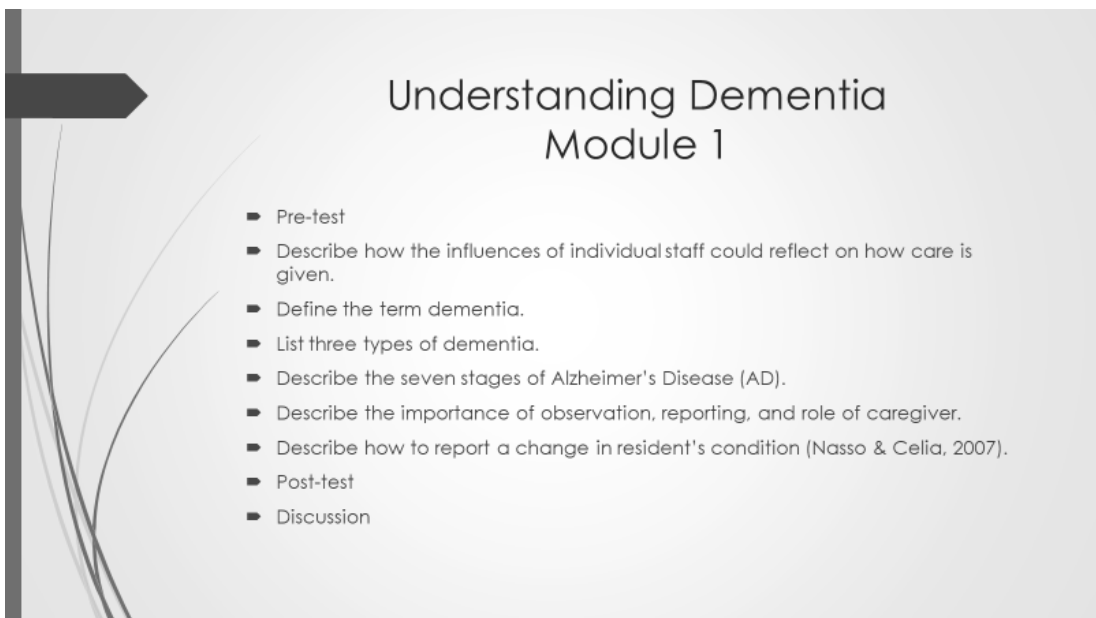 Understanding Dementia
Module 1
Pre-test
Describe how the influences of individual staff could reflect on how care is
given.
Define the term dementia.
List three types of dementia.
Describe the seven stages of Alzheimer's Disease (AD).
Describe the importance of observation, reporting, and role of caregiver.
Describe how to report a change in resident's condition (Nasso & Celia, 2007).
Post-test
Discussion